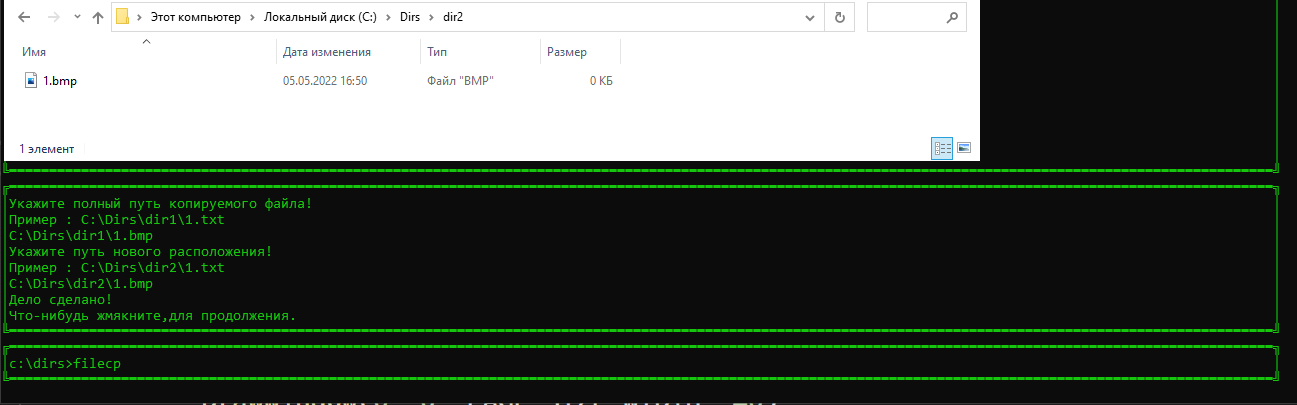 Этот компьютер > Локальный диск (C:) > Dirs > dir2
Имя Дата изменения Тип Размер
1.bmp 05.05.2022 16:50 Файл "BMP" 0 КБ
1 элемент
Укажите полный путь копируемого файла!
Пример : C:\Dirs\dir1\1.txt
C:\Dirs\dir1\1.bmp
Укажите путь нового расположения!
Пример : C:\Dirs\dir2\1.txt
C:\Dirs\dir2\1.bmp
Дело сделано!
Что-нибудь жмякните,для продолжения.
c:\dirs>filecp